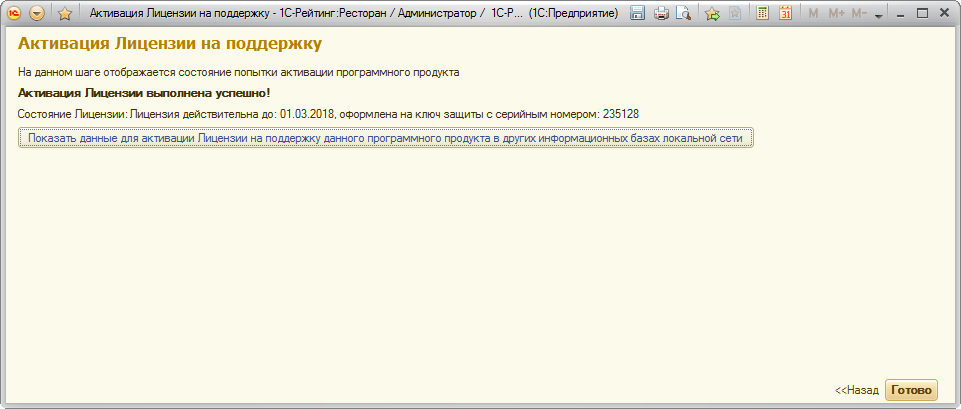 Активация Лицензии на поддержку - 1С-Рейтинг:Ресторан / Администратор / 1С-Р... (1С:Предприятие)
M M+ M-
31
Активация Лицензии на поддержку
На данном шаге отображается состояние попытки активации программного продукта
Активация Лицензии выполнена успешно!
Состояние Лицензии: Лицензия действительна до: 01.03.2018, оформлена на ключ защиты с серийным номером: 235128
Показать данные для активации Лицензии на поддержку данного программного продукта в других информационных базах локальной сети
<<Назад Готово